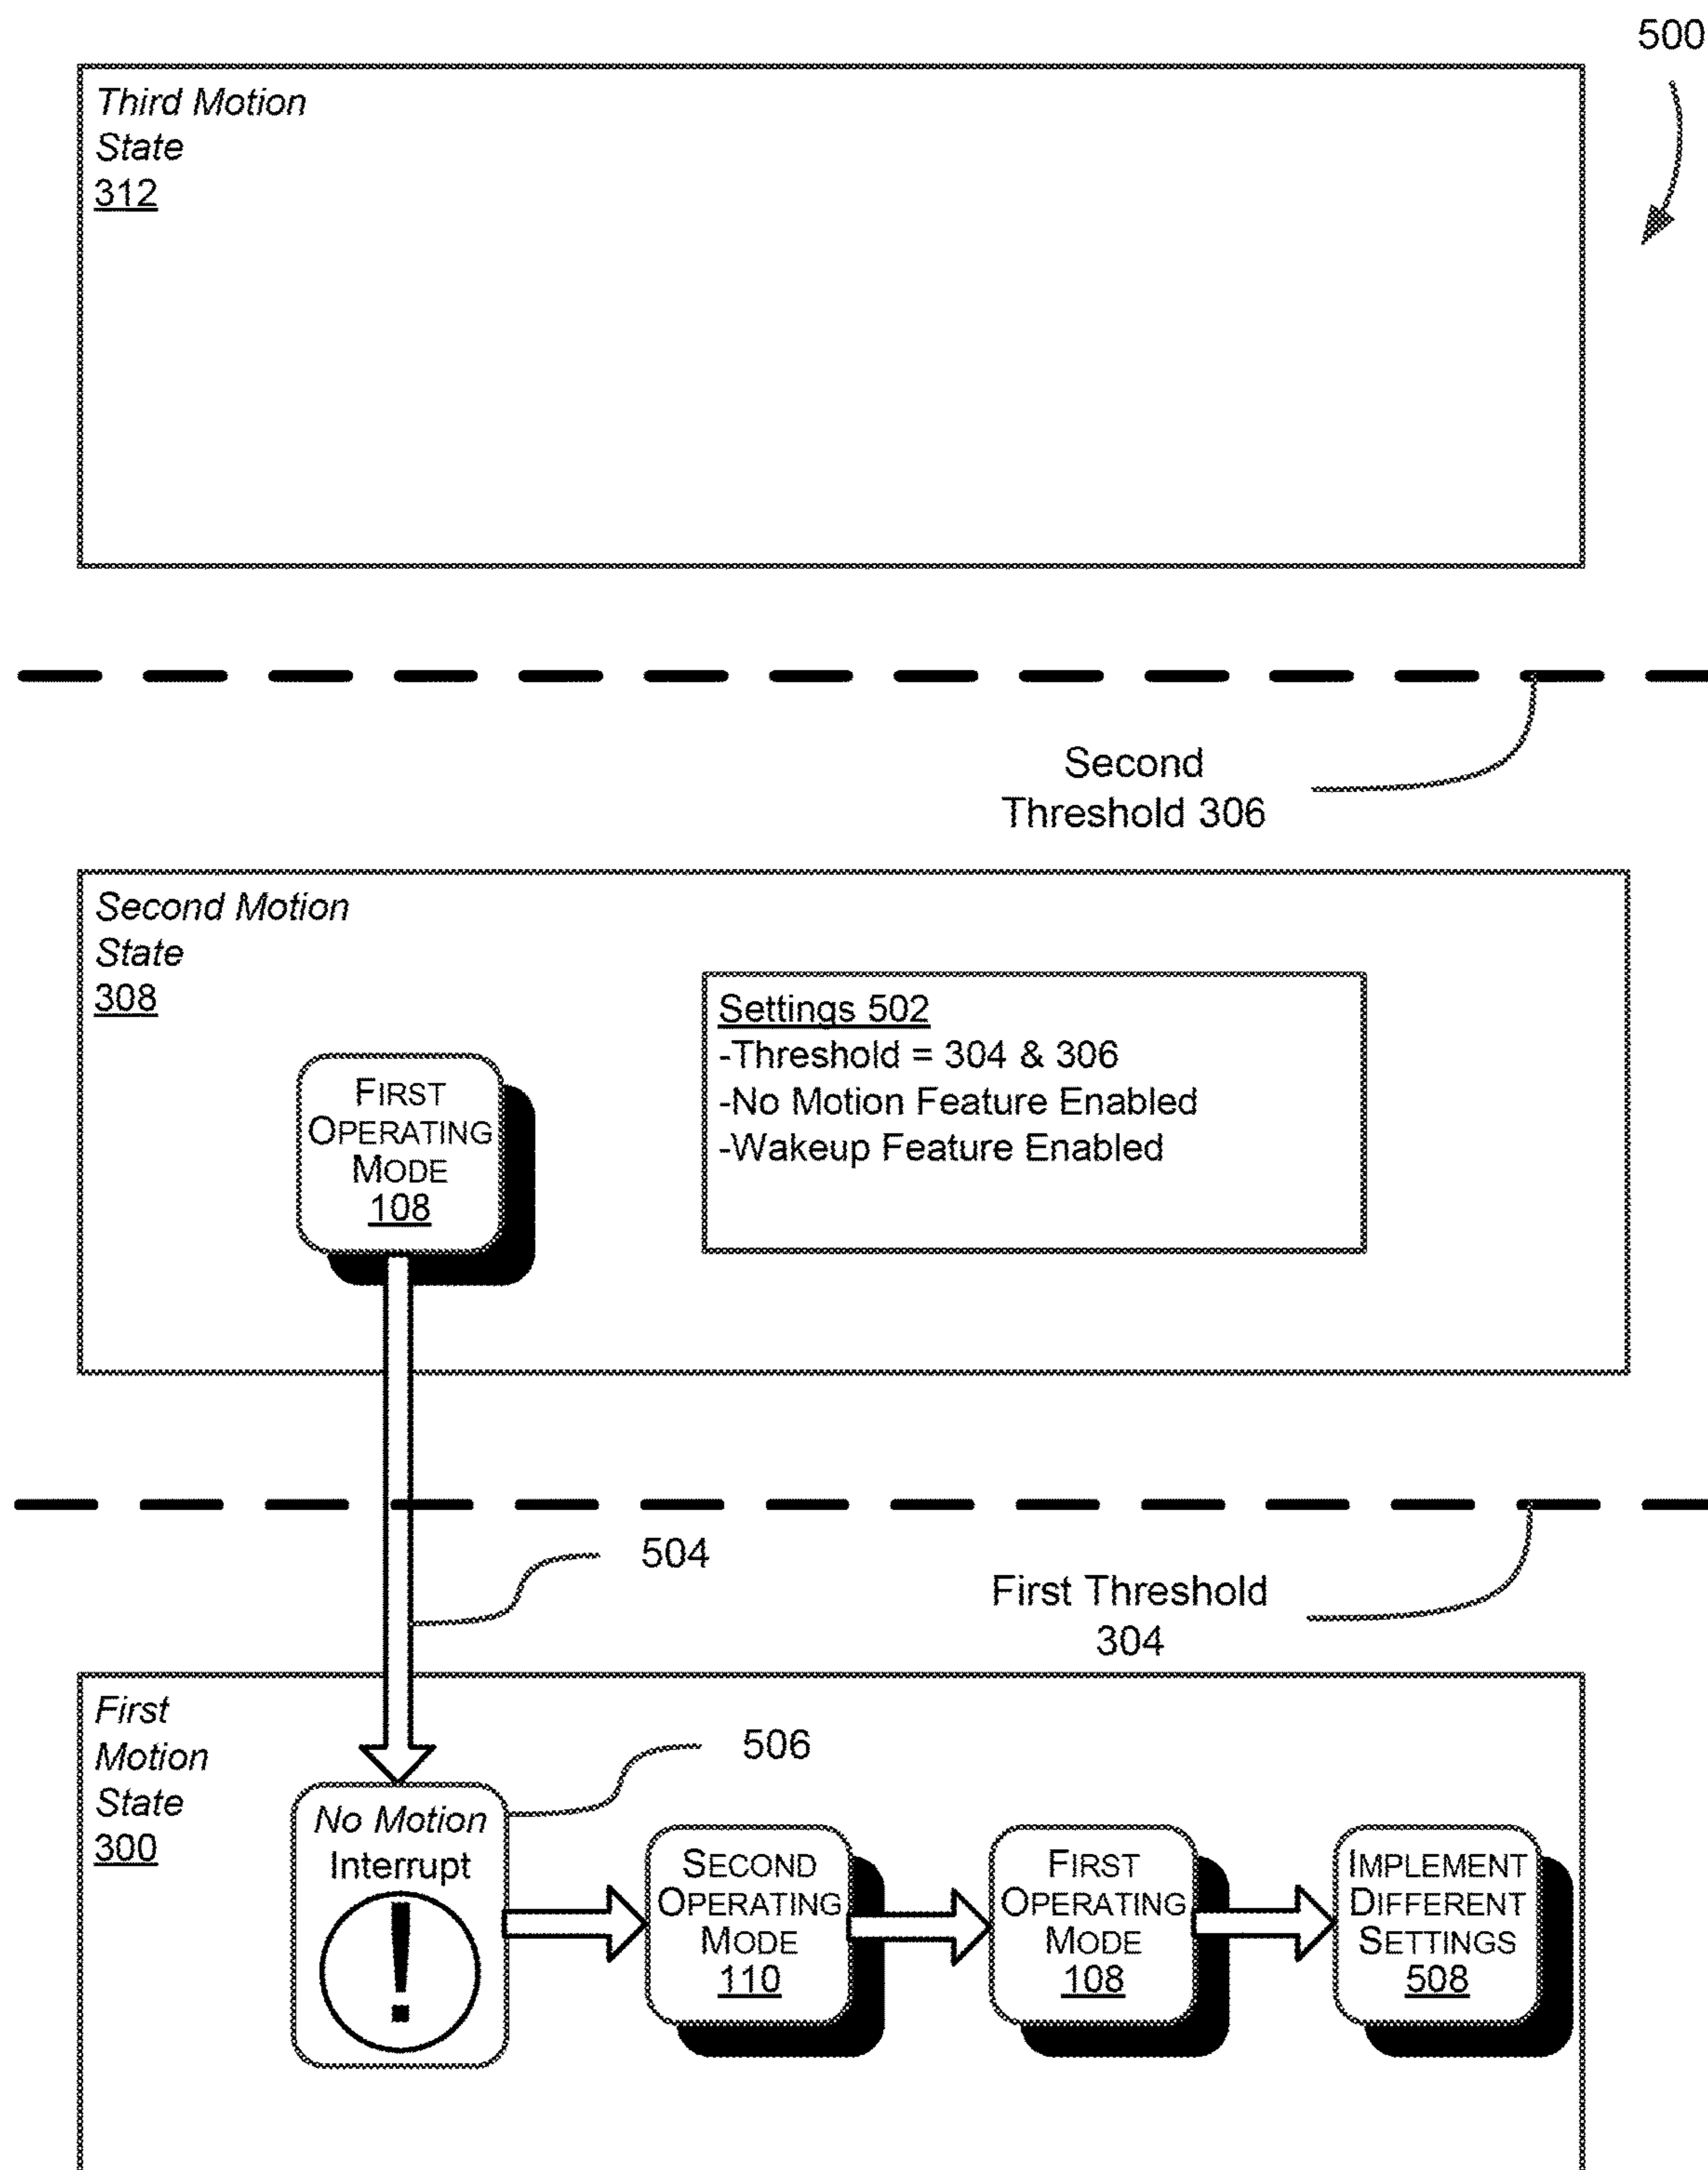 500
Third Motion
State
312
Second
Threshold 306
Second Motion
State
308
Settings 502
-Threshold = 304 & 306
-No Motion Feature Enabled
-Wakeup Feature Enabled
FIRST
OPERATING
MODE
108
504
First Threshold
304
First
Motion
State
300
506
No Motion
Interrupt
!
SECOND
OPERATING
MODE
110
FIRST
OPERATING
MODE
108
IMPLEMENT
DIFFERENT
SETTINGS
508